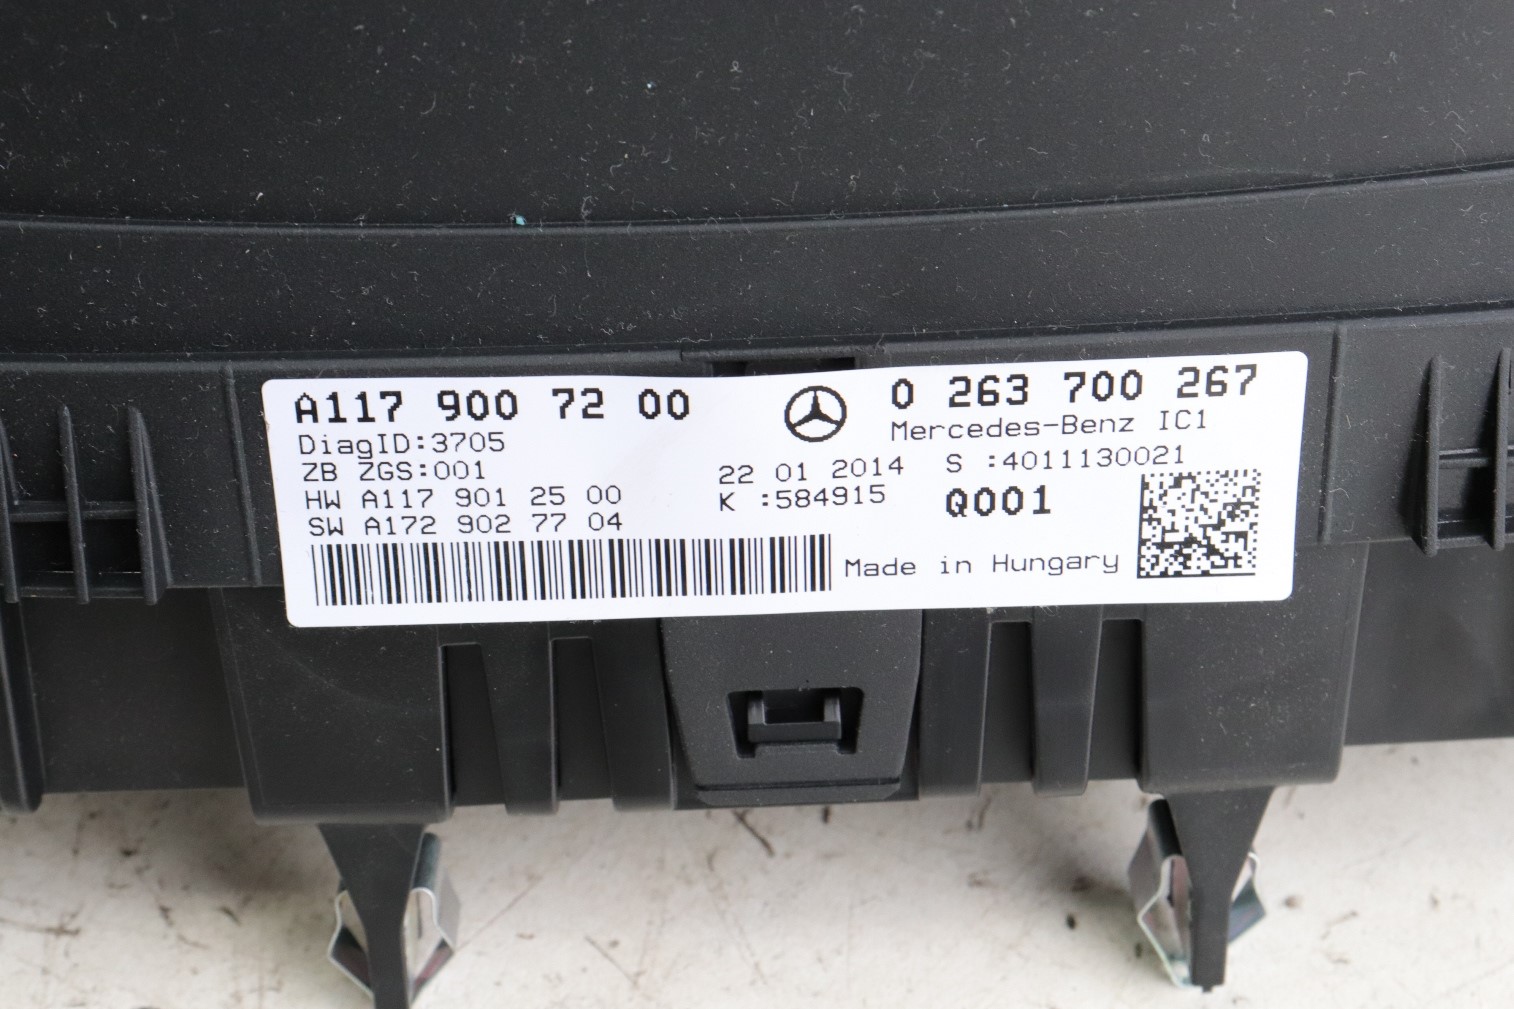 A117 900 72 00
0 263 700 267
DiagID:3705
Mercedes-Benz IC1
ZB ZGS:001
22 01 2014
S :4011130021
HW A117 901 25 00
K :584915
Q001
SW A172 902 77 04
Made in Hungary